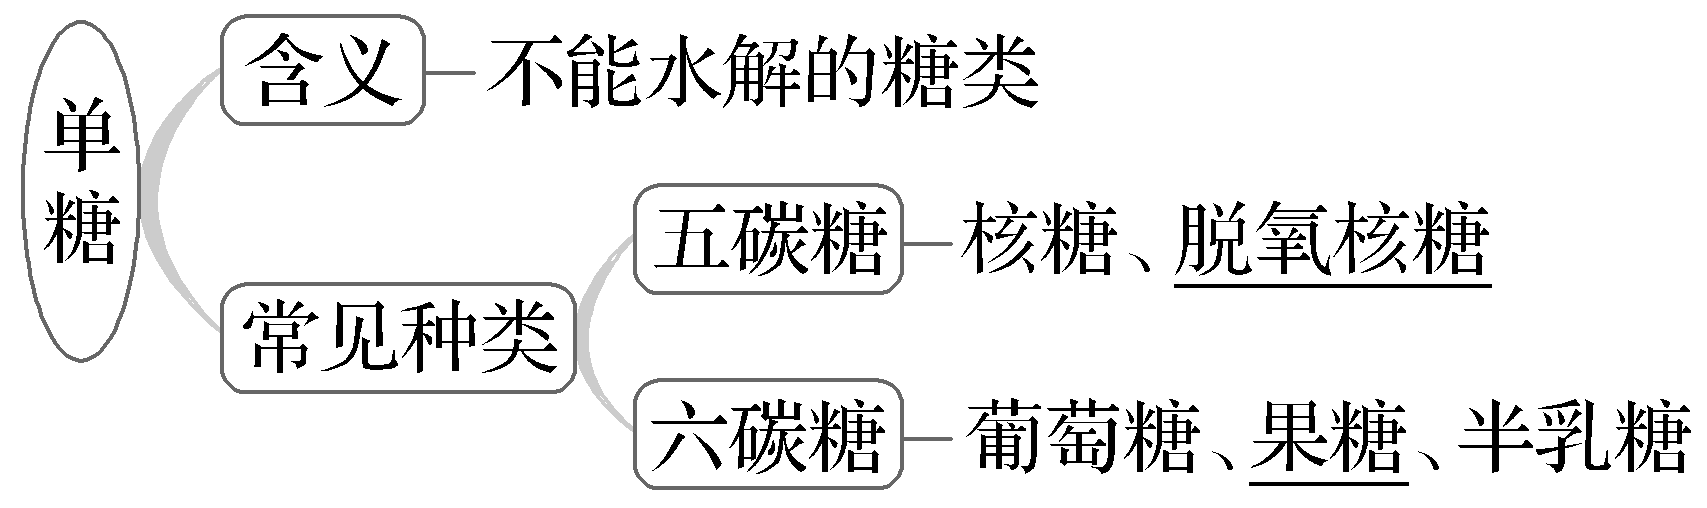 单糖
含义
不能水解的糖类
常见种类
五碳糖
核糖、脱氧核糖
六碳糖
葡萄糖、果糖、半乳糖